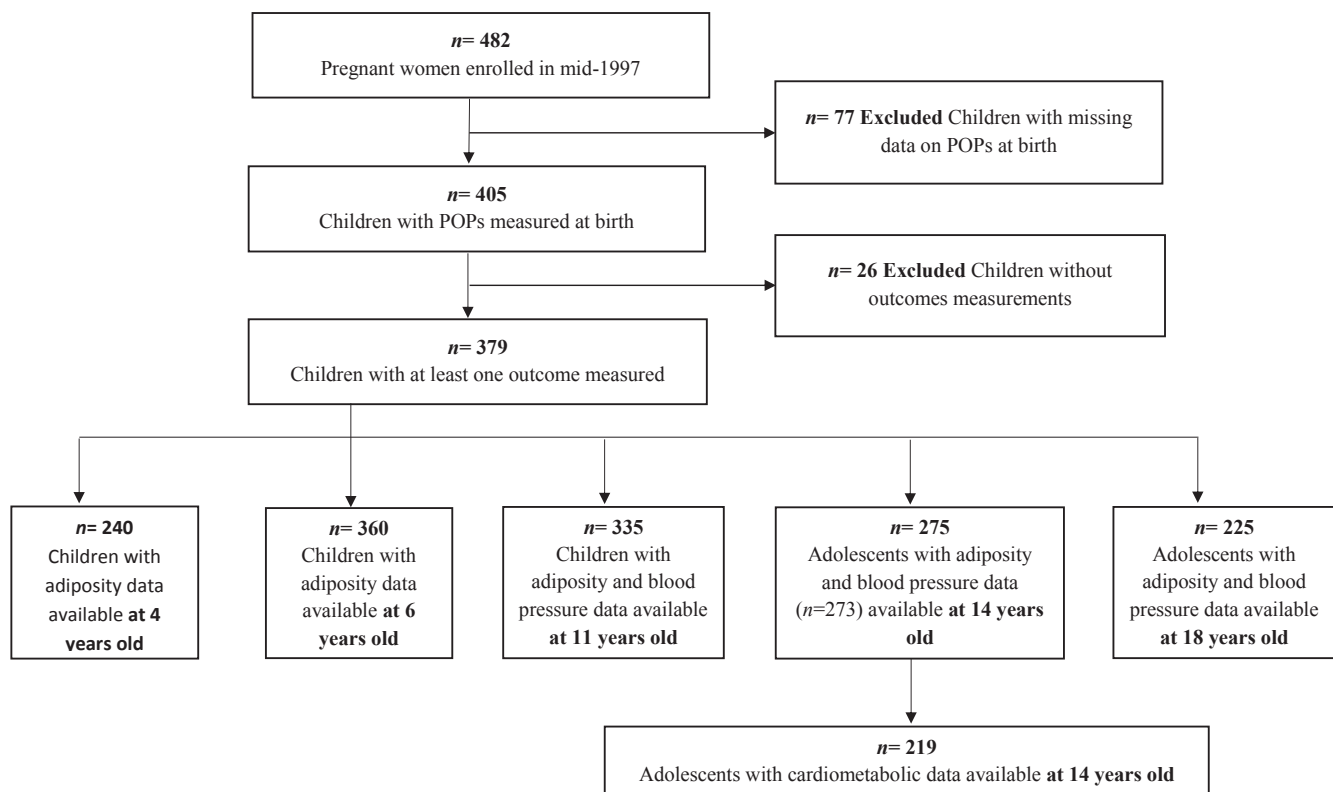 n= 482
Pregnant women enrolled in mid-1997
n= 77 Excluded Children with missing
data on POPs at birth
n= 405
Children with POPs measured at birth
n= 26 Excluded Children without
outcomes measurements
n= 379
Children with at least one outcome measured
n= 240
Children with
adiposity data
available at 4
years old
n= 360
Children with
adiposity data
available at 6
years old
n= 335
Children with
adiposity and blood
pressure data available
at 11 years old
n= 275
Adolescents with adiposity
and blood pressure data
(n=273) available at 14 years
old
n= 225
Adolescents with
adiposity and blood
pressure data available
at 18 years old
n= 219
Adolescents with cardiometabolic data available at 14 years old